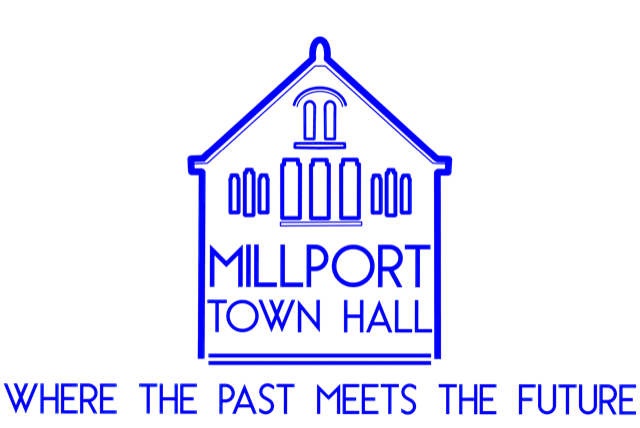 MILLPORT
TOWN HALL
WHERE THE PAST MEETS THE FUTURE